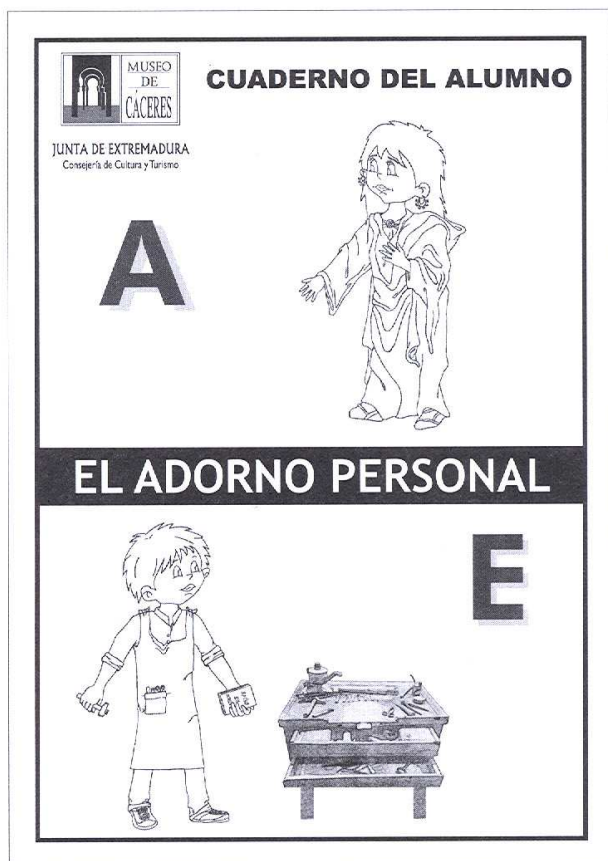 MUSEO
DE
CÁCERES
CUADERNO DEL ALUMNO
JUNTA DE EXTREMADURA
Consejería de Cultura y Turismo
A
EL ADORNO PERSONAL
E